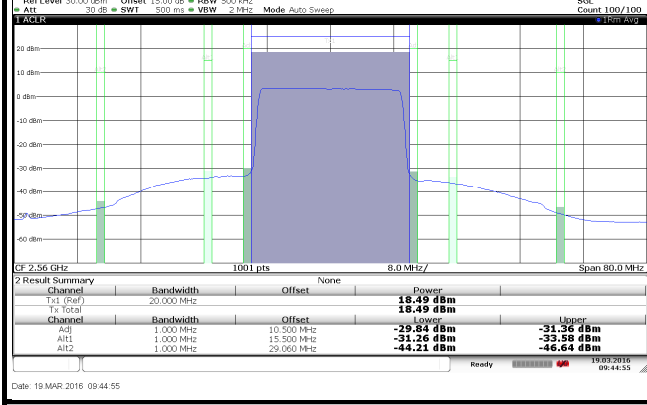 Ref Level 30.00 dBm Offset 15.00 dB RBW 500 kHz SGL
Att 30 dB SWT 500 ms VBW 2 MHz Mode Auto Sweep Count 100/100
1 ACLR 1Rm Avg
20 dBm
10 dBm
0 dBm
-10 dBm
-20 dBm
-30 dBm
-40 dBm
-50 dBm
-60 dBm
CF 2.56 GHz 1001 pts 8.0 MHz/ Span 80.0 MHz
2 Result Summary None
Channel Bandwidth Offset Power
Tx1 (Ref) 20.000 MHz 18.49 dBm
Tx Total 18.49 dBm
Channel Bandwidth Offset Lower Upper
Adj 1.000 MHz 10.500 MHz -29.84 dBm -31.36 dBm
Alt1 1.000 MHz 15.500 MHz -31.26 dBm -33.58 dBm
Alt2 1.000 MHz 29.060 MHz -44.21 dBm -46.64 dBm
Ready 19.03.2016
09:44:55
Date: 19.MAR.2016 09:44:55